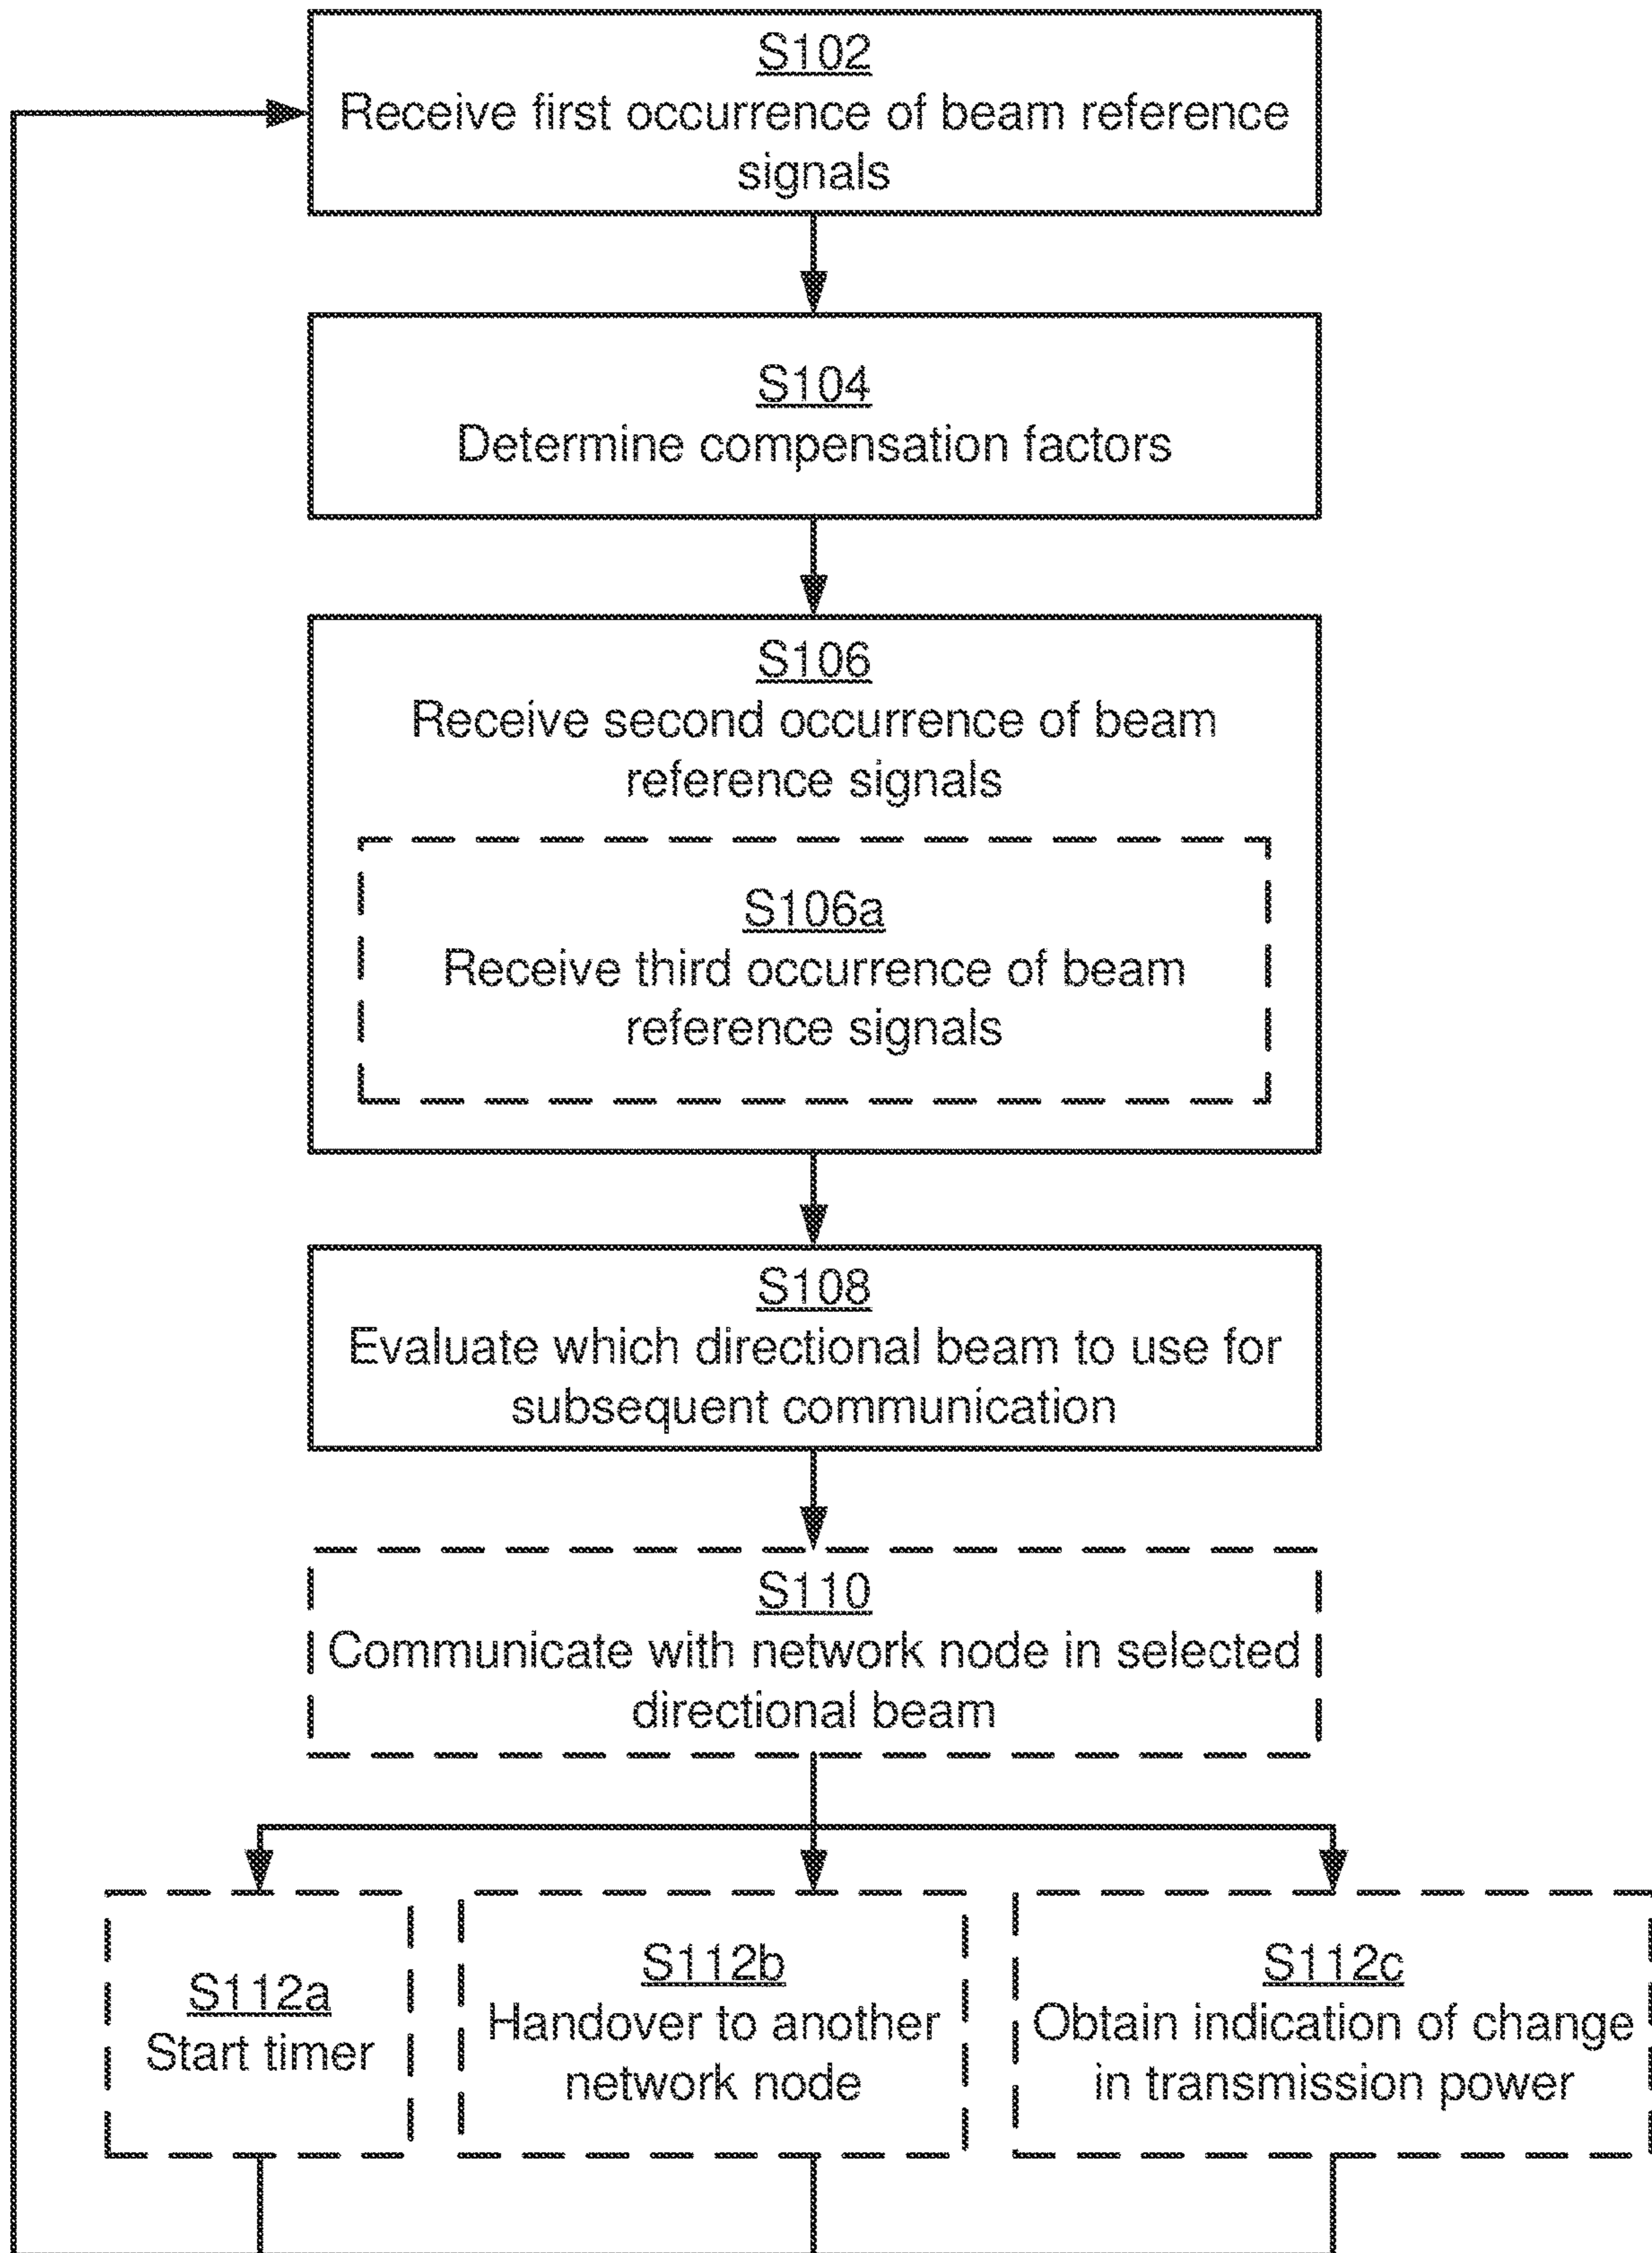 S102
Receive first occurrence of beam reference
signals
S104
Determine compensation factors
S106
Receive second occurrence of beam
reference signals
S106a
Receive third occurrence of beam
reference signals
S108
Evaluate which directional beam to use for
subsequent communication
S110
Communicate with network node in selected
directional beam
S112a
Start timer
S112b
Handover to another
network node
S112c
Obtain indication of change
in transmission power